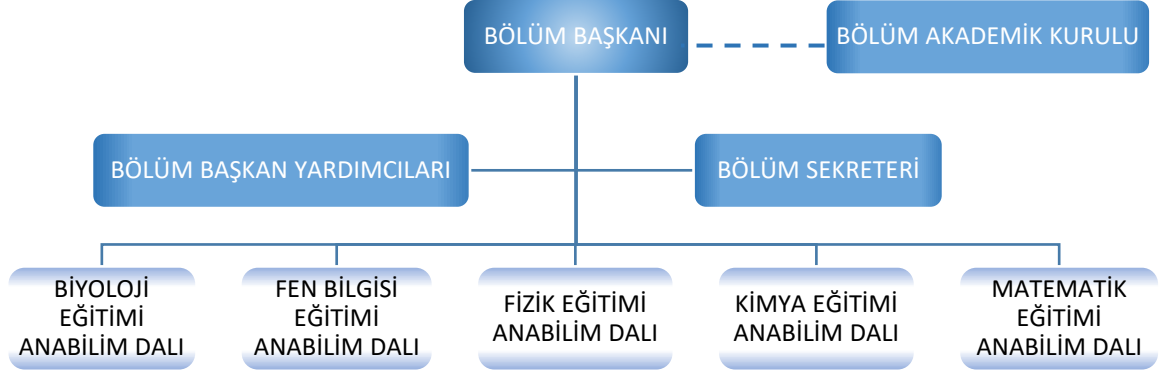 BÖLÜM BAŞKANI
BÖLÜM AKADEMİK KURULU
BÖLÜM BAŞKAN YARDIMCILARI
BÖLÜM SEKRETERİ
BİYOLOJİ
EĞİTİMİ
ANABİLİM DALI
FEN BİLGİSİ
EĞİTİMİ
ANABİLİM DALI
FİZİK EĞİTİMİ
ANABİLİM DALI
KİMYA EĞİTİMİ
ANABİLİM DALI
MATEMATİK
EĞİTİMİ
ANABİLİM DALI